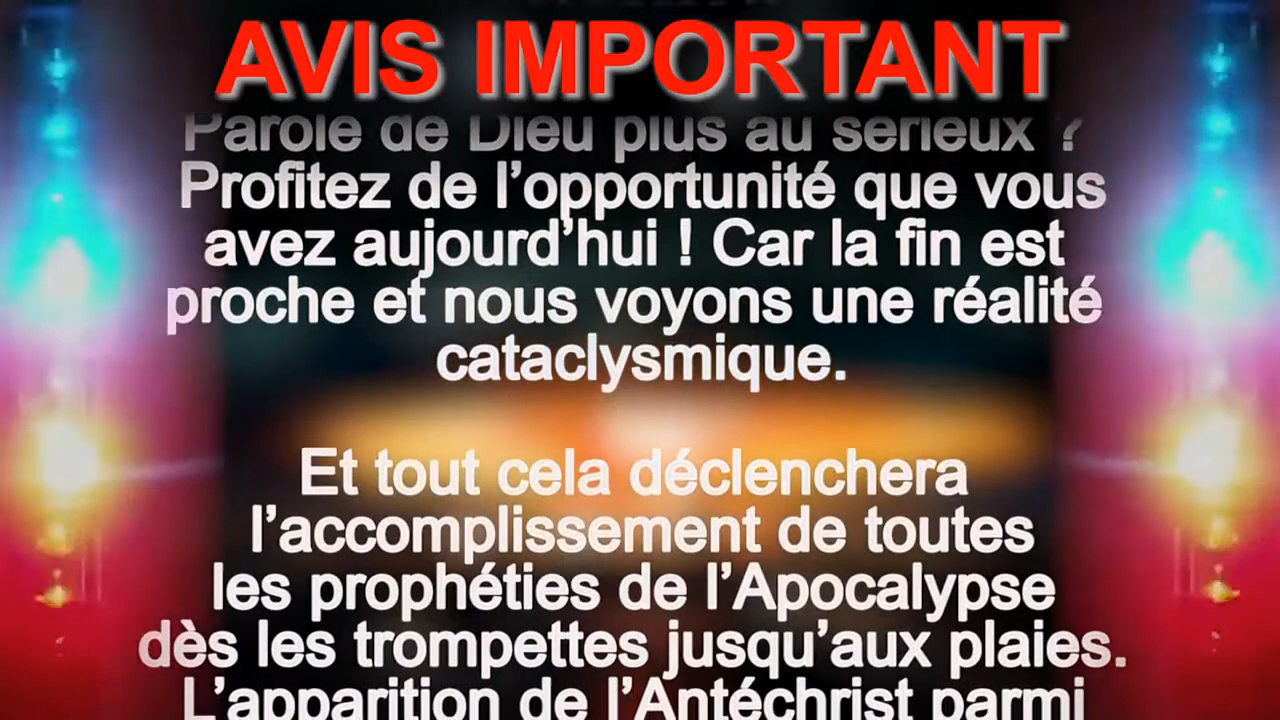 AVIS IMPORTANT
Parole de Dieu plus au sérieux ?
Profitez de l’opportunité que vous
avez aujourd’hui ! Car la fin est
proche et nous voyons une réalité
cataclysmique.
Et tout cela déclenchera
l’accomplissement de toutes
les prophéties de l’Apocalypse
dès les trompettes jusqu’aux plaies.
L’apparition de l’Antéchrist parmi